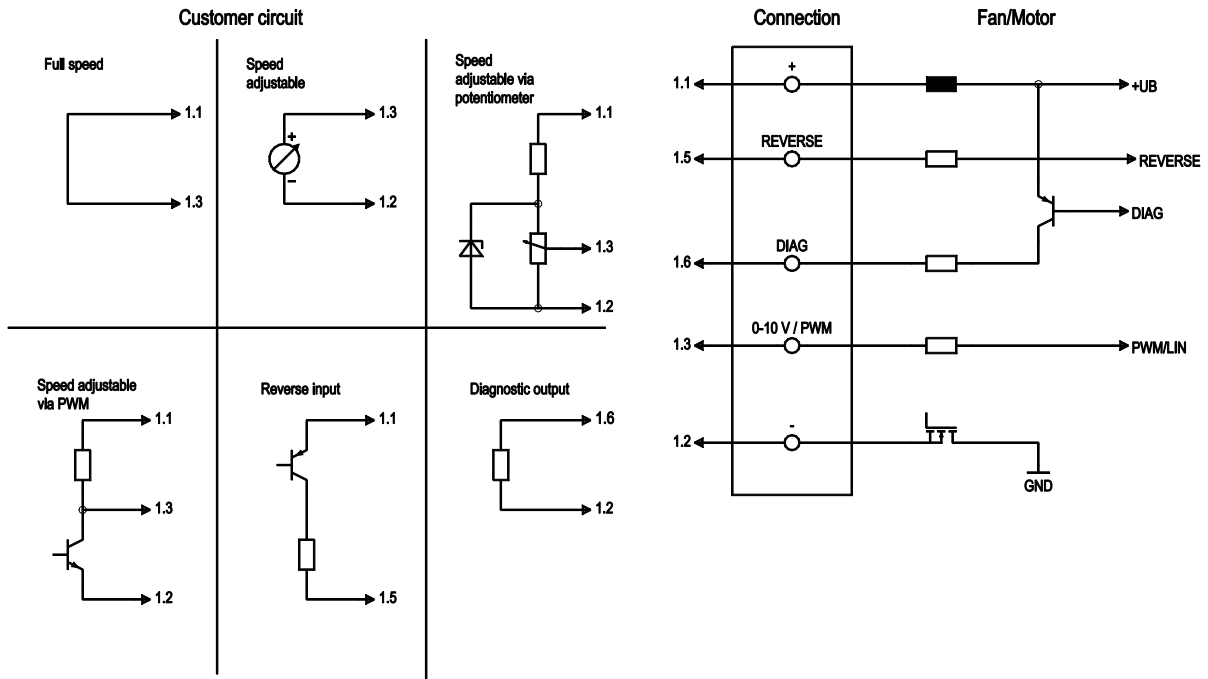 Customer circuit
Full speed
1.1
1.3
Speed
adjustable
1.3
+
−
1.2
Speed
adjustable via
potentiometer
1.1
1.3
1.2
Speed adjustable
via PWM
1.1
1.3
1.2
Reverse input
1.1
1.5
Diagnostic output
1.6
1.2
Connection
Fan/Motor
+
1.1
+UB
REVERSE
1.5
REVERSE
DIAG
DIAG
1.6
0-10 V / PWM
1.3
PWM/LIN
-
1.2
GND